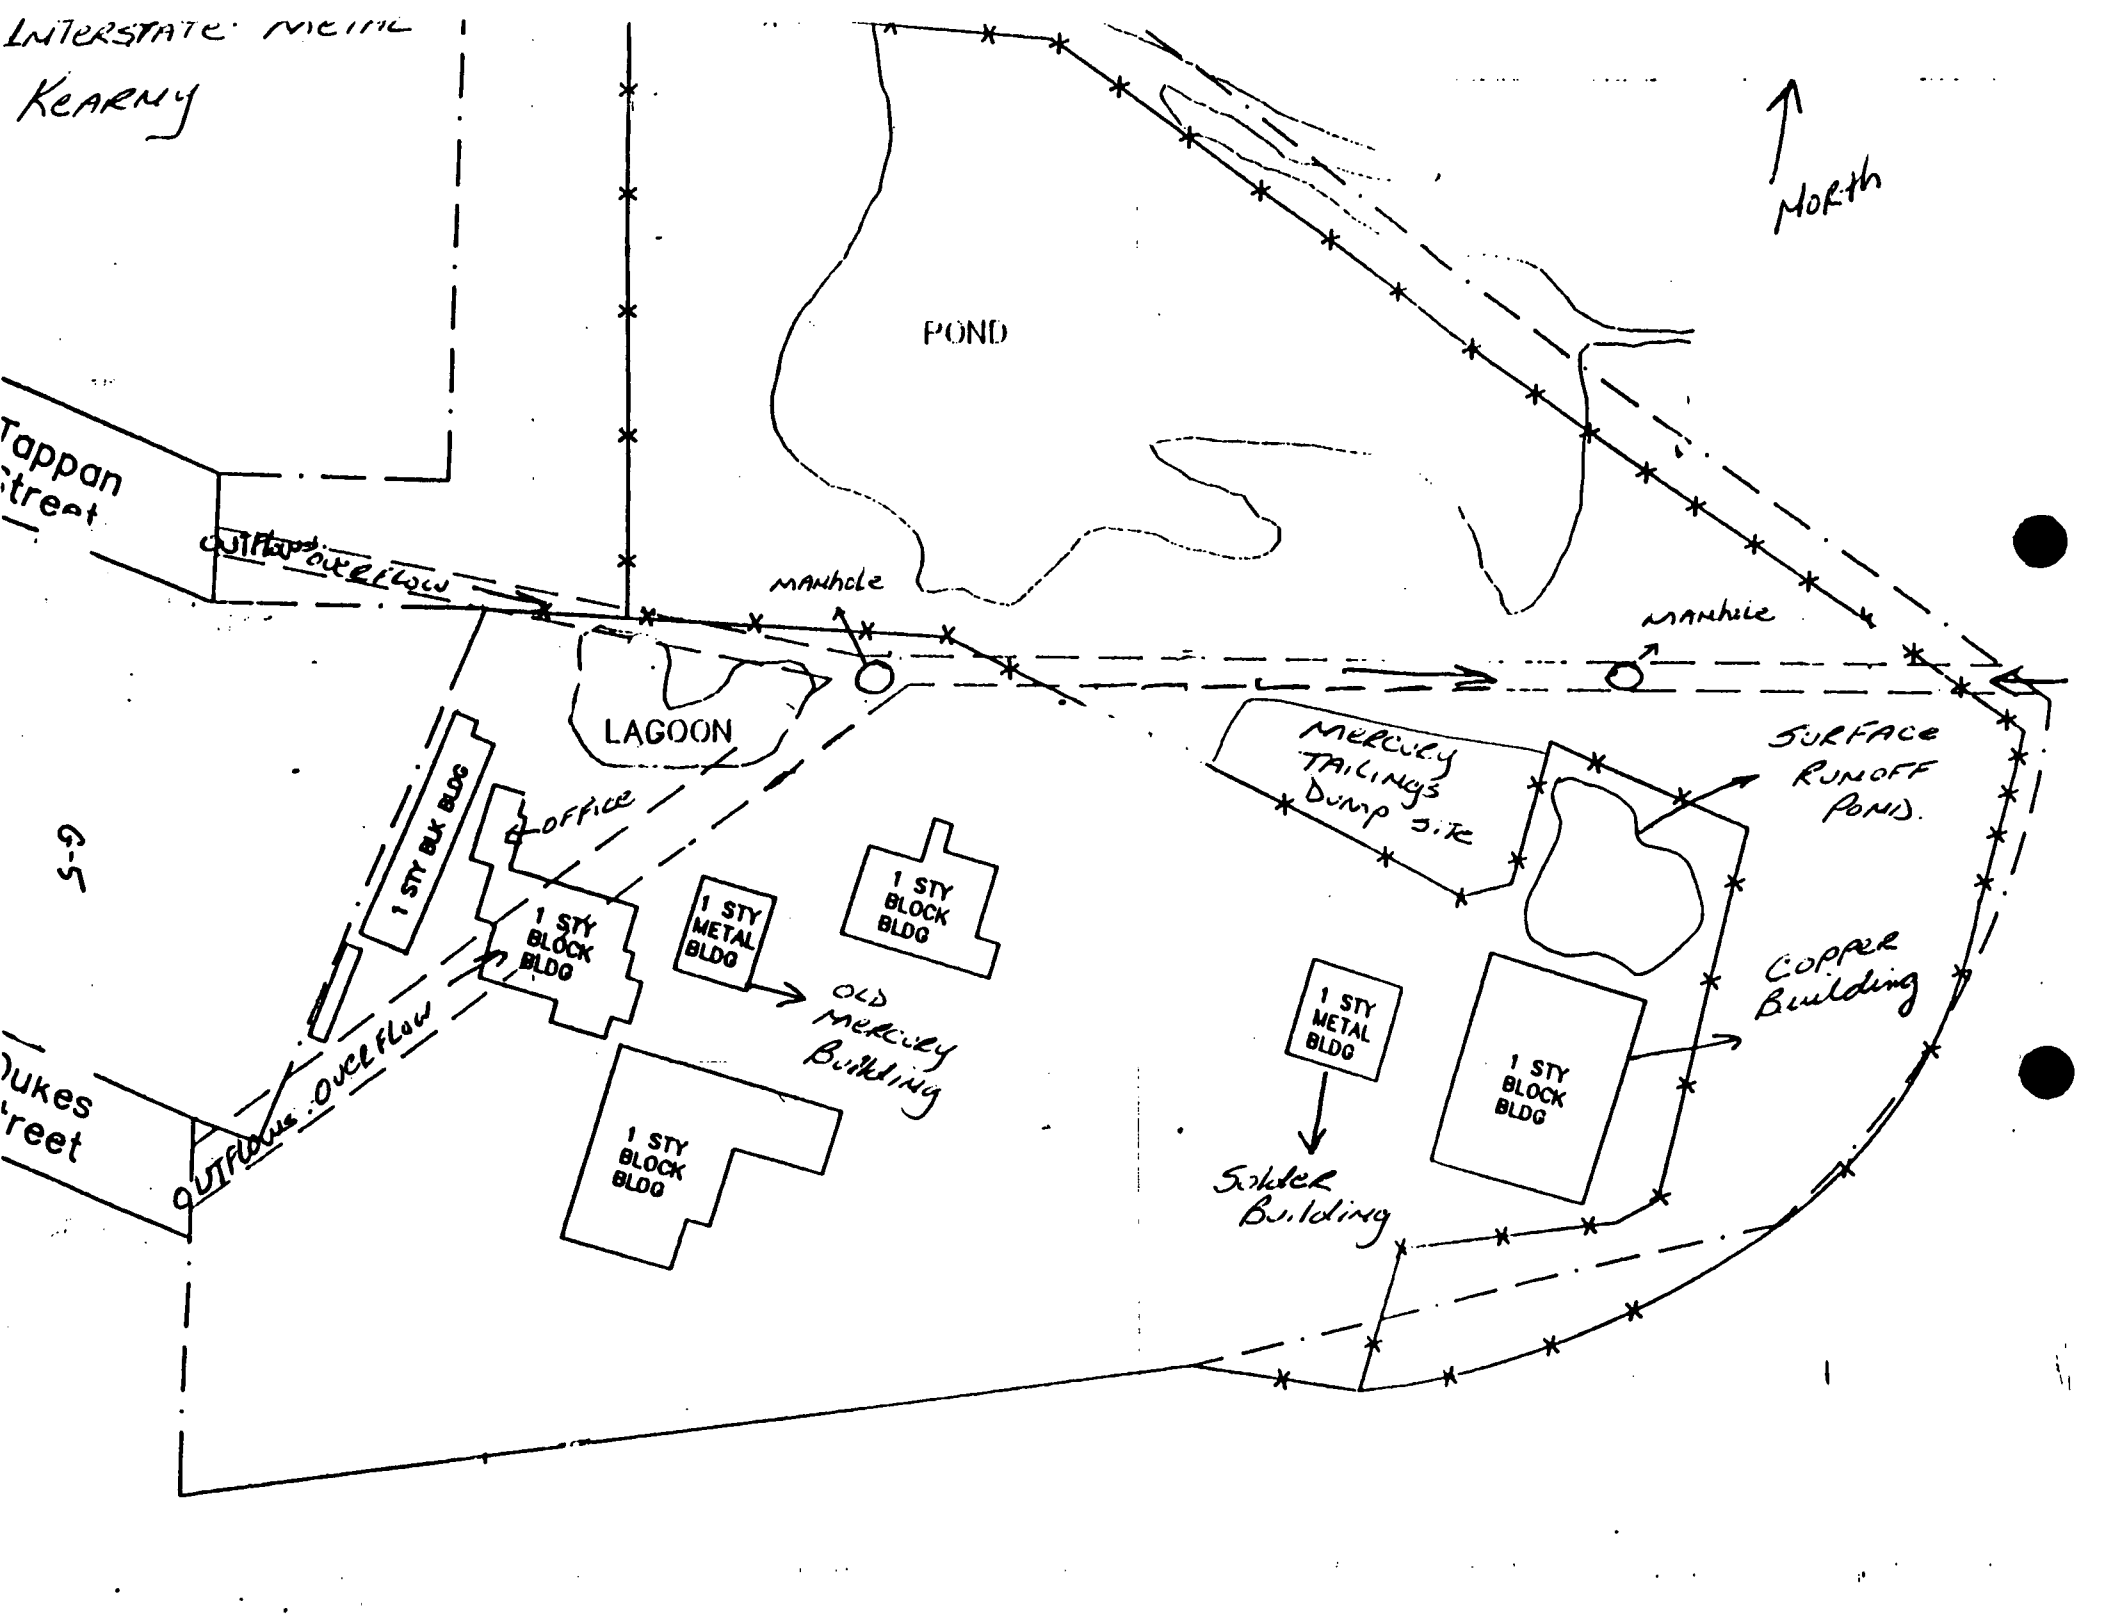 INTERSTATE METAL
KEARNY
NORTH
POND
Tappan
Street
OUTFLOWS OVERFLOW
MANhole
MANhole
LAGOON
MERCURY
TAILINGS
DUMP SITE
SURFACE
RUNOFF
POND.
1 STY BLK BLDG
OFFICE
1 STY
BLOCK
BLDG
1 STY
METAL
BLDG
1 STY
BLOCK
BLDG
G-5
OLD
MERCURY
Building
COPPER
Building
1 STY
METAL
BLDG
1 STY
BLOCK
BLDG
Dukes
treet
OUTFLOWS OVERFLOW
1 STY
BLOCK
BLDG
Solder
Building